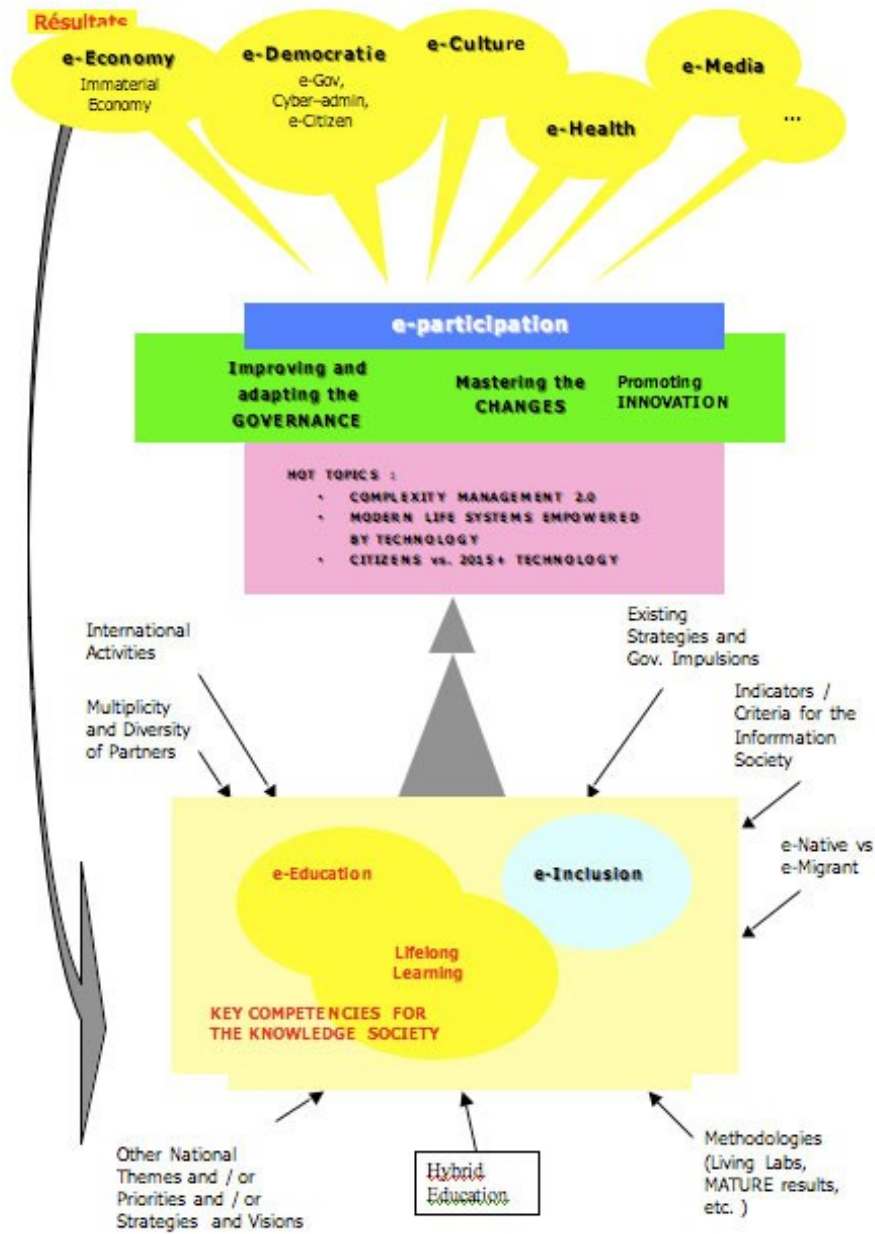 Résultats
e-Economy
Immaterial
Economy
e-Democratie
e-Gov,
Cyber-admin,
e-Citizen
e-Culture
e-Health
e-Media
...
e-participation
Improving and
adapting the
GOVERNANCE
Mastering the
CHANGES
Promoting
INNOVATION
HOT TOPICS :
• COMPLEXITY MANAGEMENT 2.0
• MODERN LIFE SYSTEMS EMPOWERED
BY TECHNOLOGY
• CITIZENS vs. 2015+ TECHNOLOGY
International
Activities
Multiplicity
and Diversity
of Partners
Existing
Strategies and
Gov. Impulsions
Indicators /
Criteria for the
Inforrmation
Society
e-Native vs
e-Migrant
e-Education
e-Inclusion
Lifelong
Learning
KEY COMPETENCIES FOR
THE KNOWLEDGE SOCIETY
Other National
Themes and / or
Priorities and / or
Strategies and Visions
Hybrid
Education
Methodologies
(Living Labs,
MATURE results,
etc. )